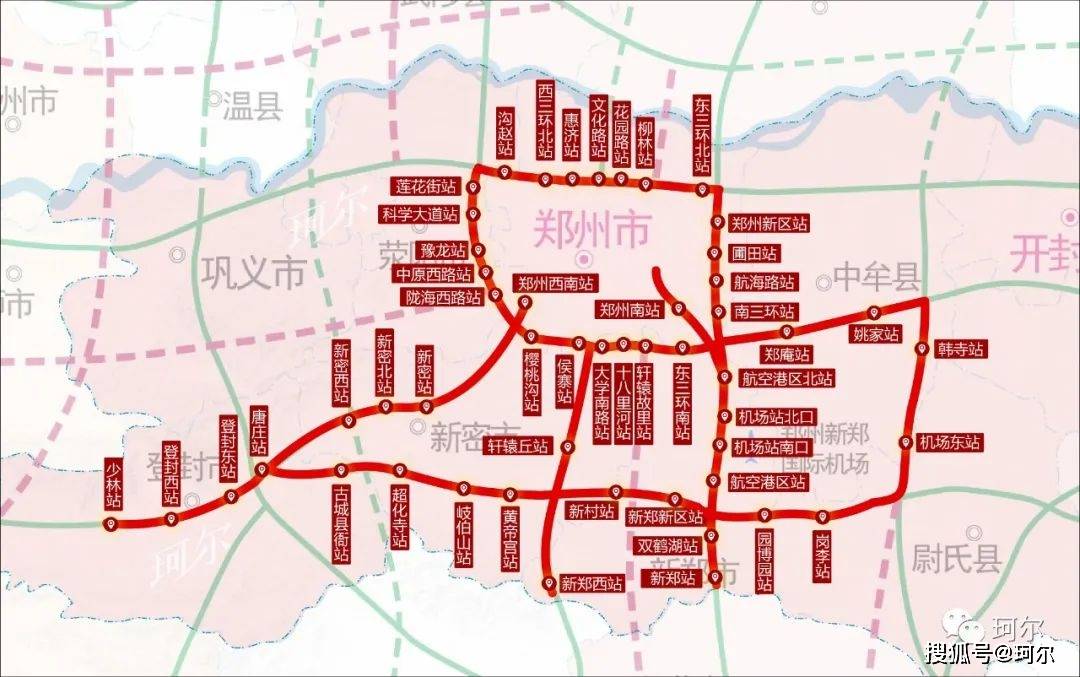 武陟县
州市
温县
沟赵站
西三环北站
惠济站
文化路站
花园路站
柳林站
东三环北站
莲花街站
科学大道站
豫龙站
中原西路站
陇海西路站
郑州市
郑州新区站
圃田站
航海路站
南三环站
开封
中牟县
巩义市
荥
珂尔
市
郑州西南站
郑州南站
姚家站
郑庵站
韩寺站
新密西站
新密北站
新密站
樱桃沟站
侯寨站
大学南路站
十八里河站
轩辕故里站
东三环南站
航空港区北站
机场站北口
机场站南口
郑州新郑
国际机场
机场东站
航空港区站
新密市
轩辕丘站
登封市
少林站
登封西站
登封东站
唐庄站
古城县衙站
超化寺站
岐伯山站
黄帝宫站
新村站
新郑新区站
双鹤湖站
园博园站
岗李站
尉氏县
珂尔
新郑西站
新郑站
新郑市
珂尔
搜狐号@珂尔